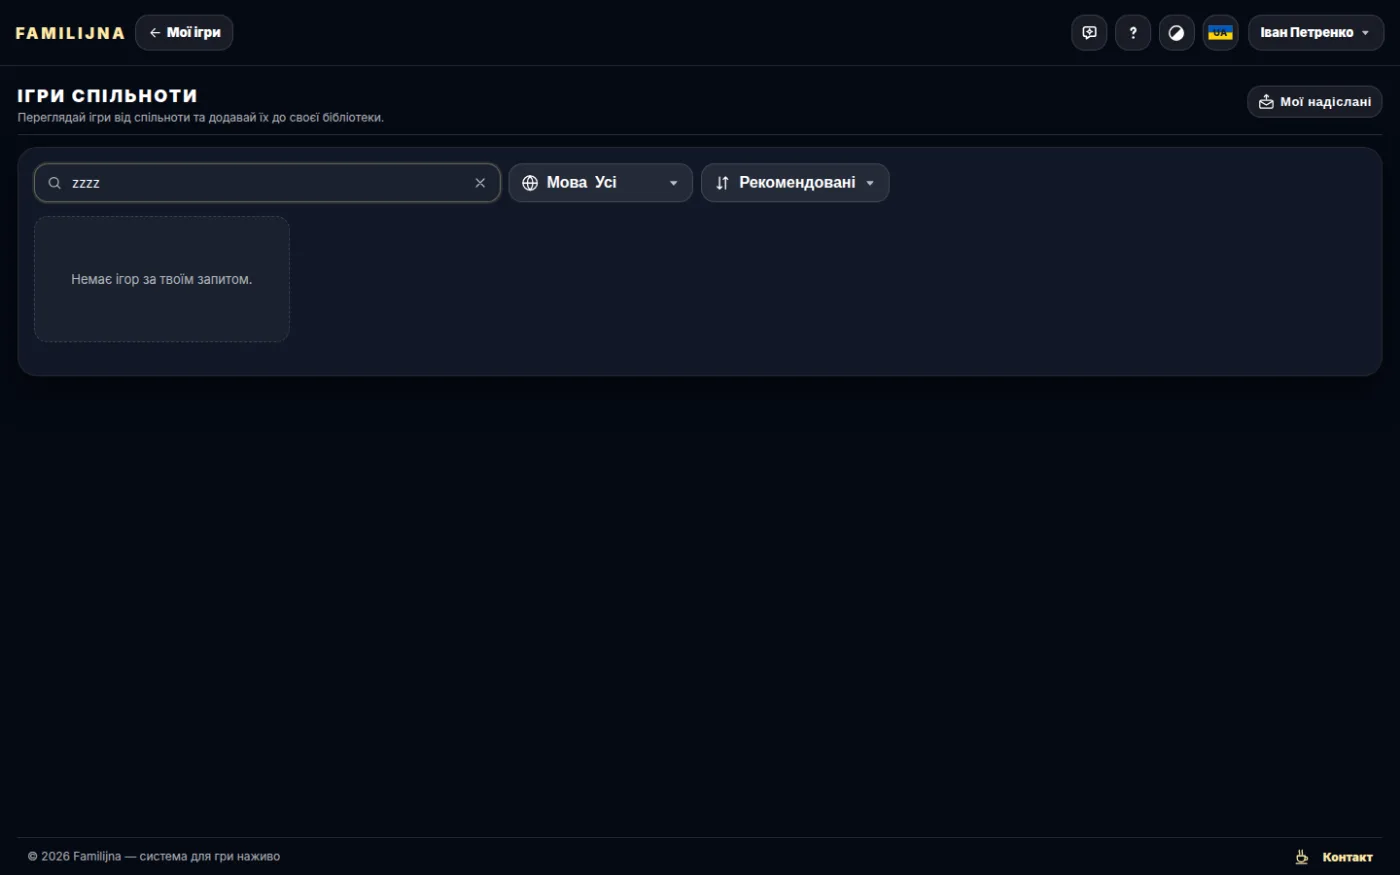 FAMILIJNA
← Мої ігри
?
UA
Іван Петренко
ІГРИ СПІЛЬНОТИ
Переглядай ігри від спільноти та додавай їх до своєї бібліотеки.
Мої надіслані
zzzz
Мова Усі
Рекомендовані
Немає ігор за твоїм запитом.
© 2026 Familijna — система для гри наживо
Контакт